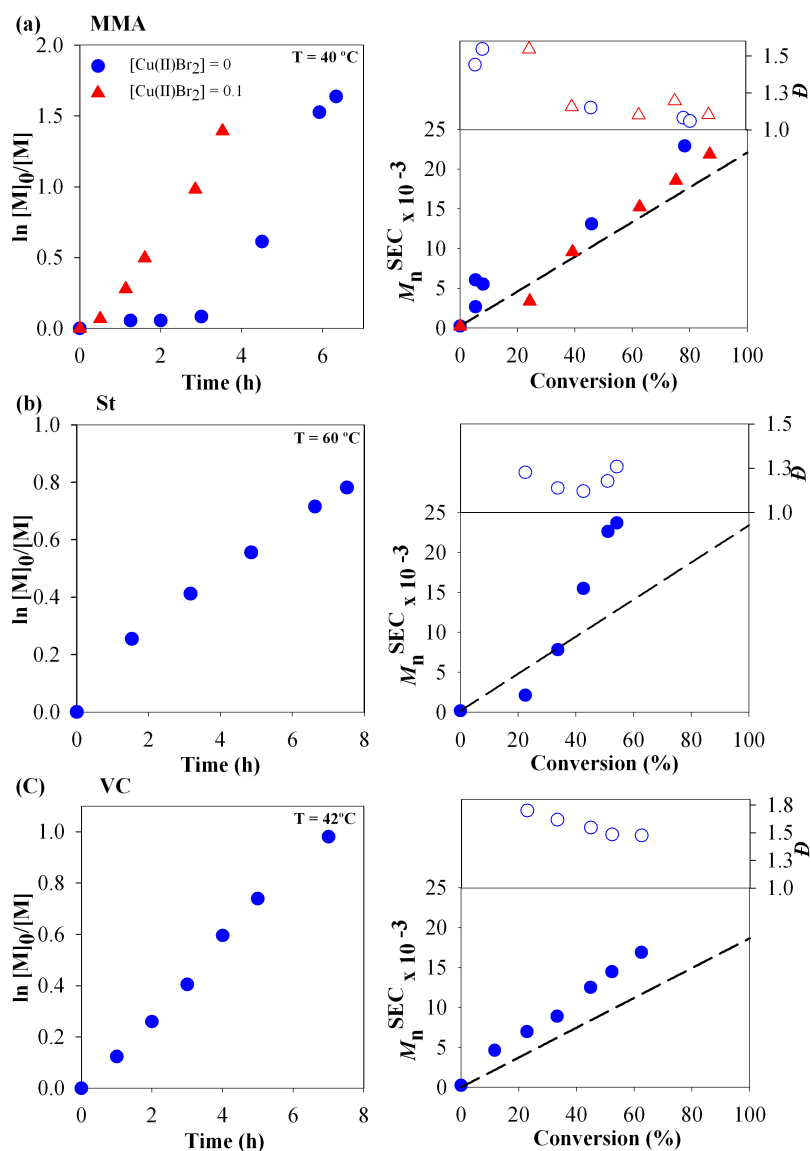 (a) MMA
T = 40 ºC
[Cu(II)Br2] = 0
[Cu(II)Br2] = 0.1
2.0
1.5
1.0
0.5
0.0
ln [M]0/[M]
0 2 4 6
Time (h)
1.5
1.3
1.0
Đ
25
20
15
10
5
0
Mn SEC x 10 -3
0 20 40 60 80 100
Conversion (%)
(b) St
T = 60 ºC
1.0
0.8
0.6
0.4
0.2
0.0
ln [M]0/[M]
0 2 4 6 8
Time (h)
1.5
1.3
1.0
Đ
25
20
15
10
5
0
Mn SEC x 10 -3
0 20 40 60 80 100
Conversion (%)
(C) VC
T = 42ºC
1.0
0.8
0.6
0.4
0.2
0.0
ln [M]0/[M]
0 2 4 6 8
Time (h)
1.8
1.5
1.3
1.0
Đ
25
20
15
10
5
0
Mn SEC x 10 -3
0 20 40 60 80 100
Conversion (%)